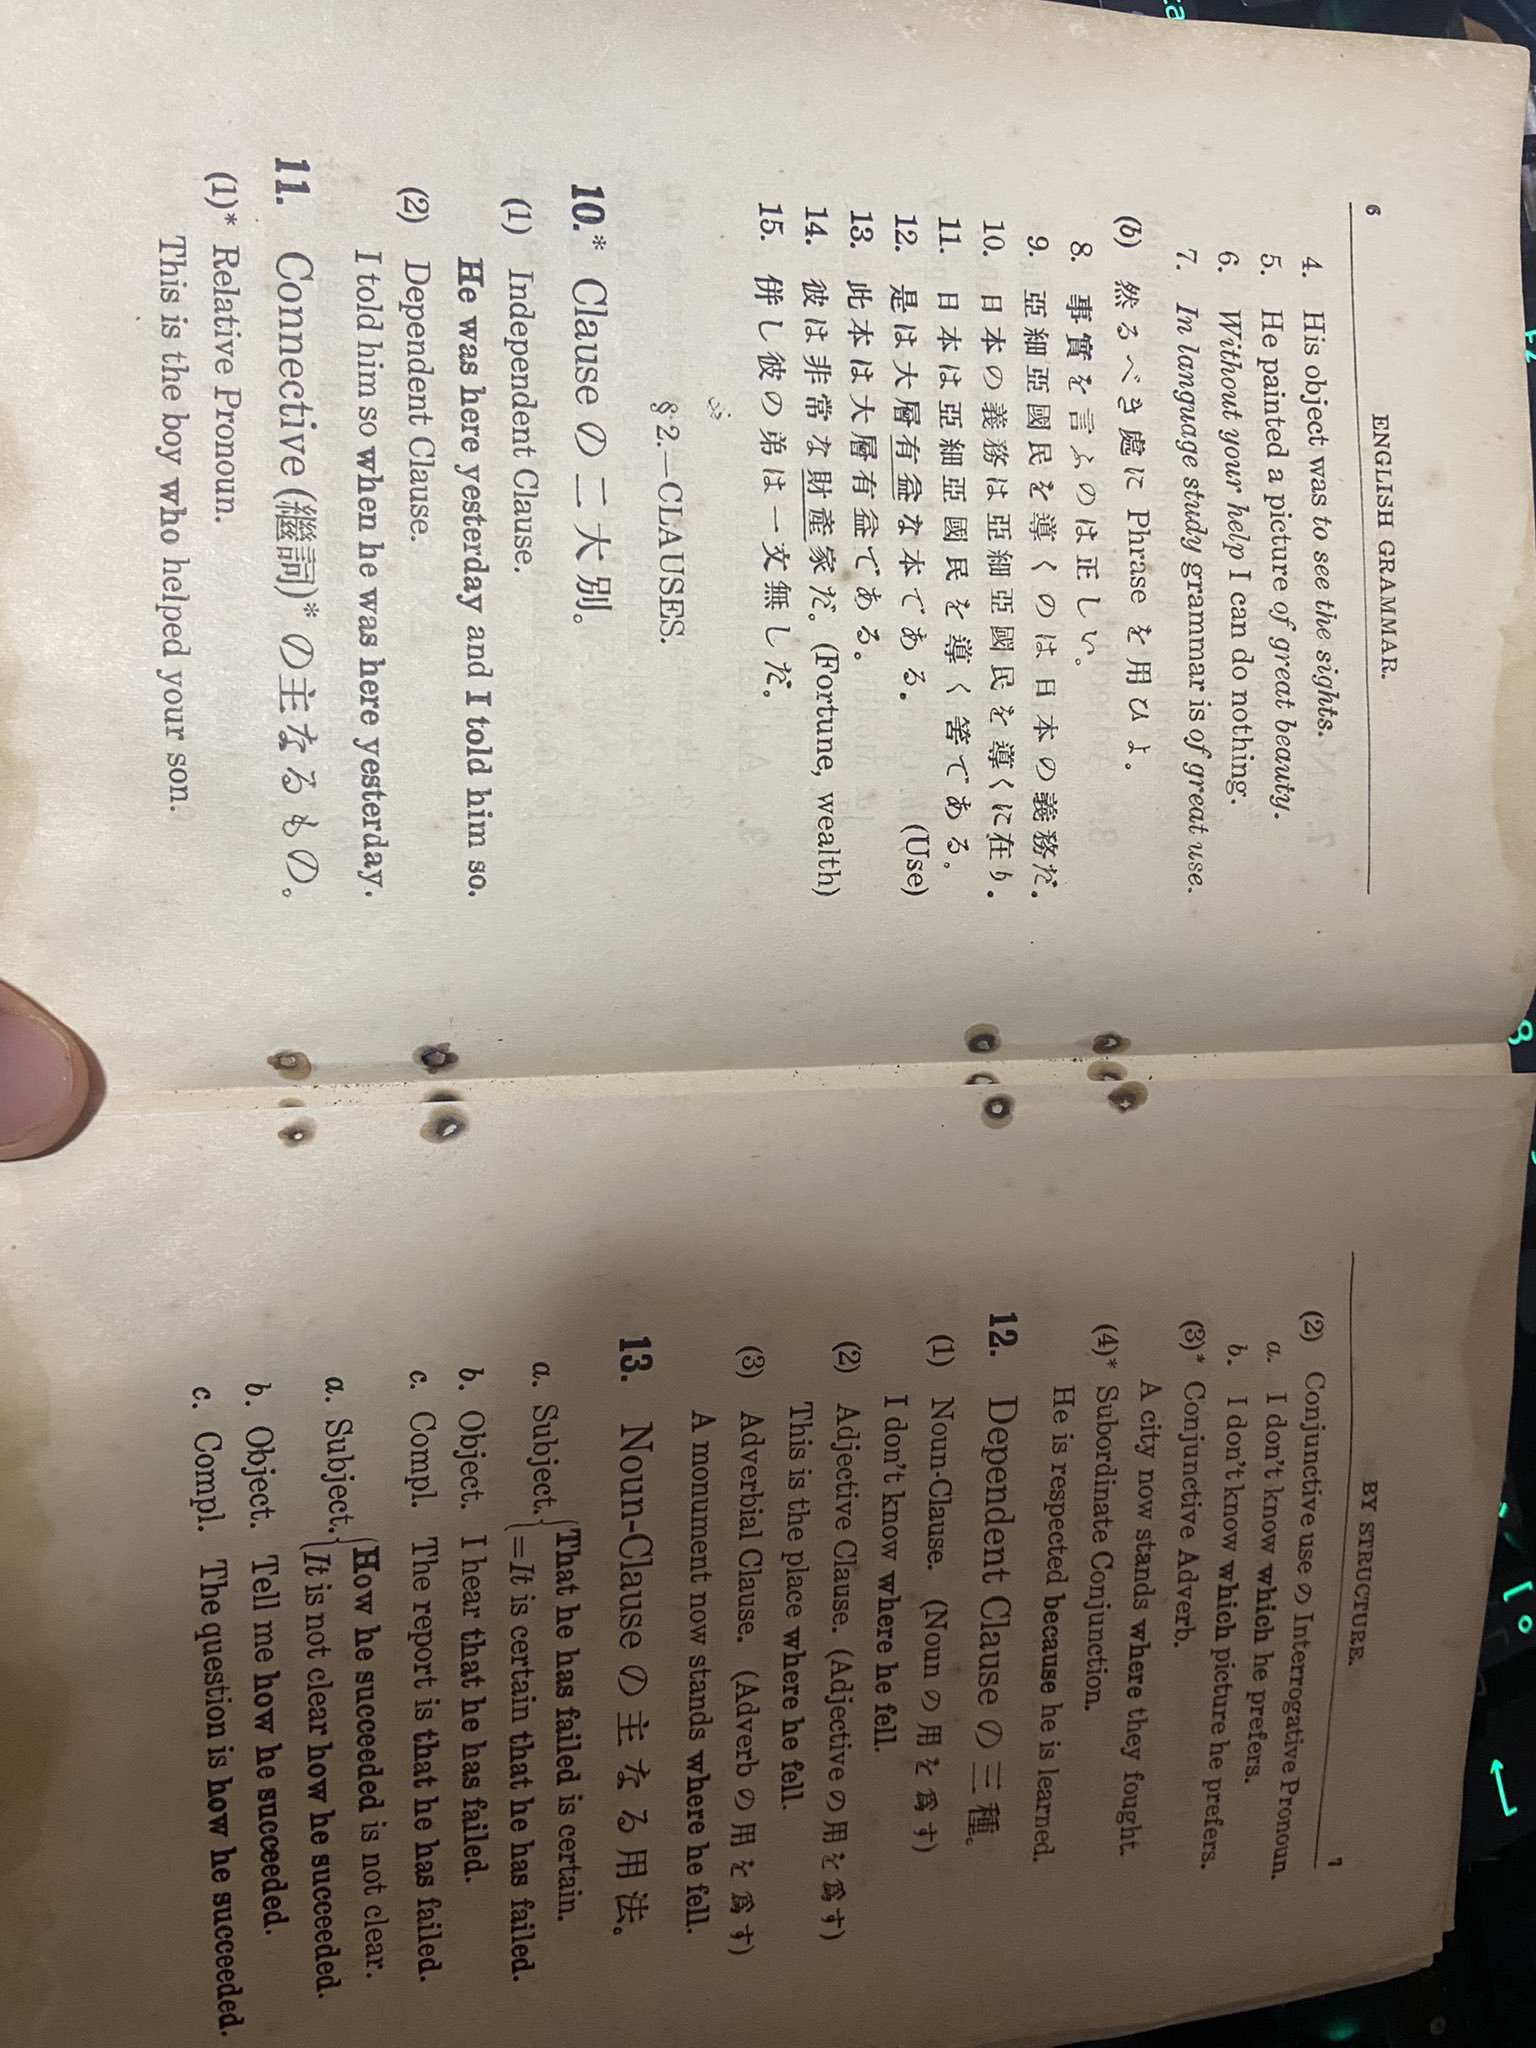 6
ENGLISH GRAMMAR.
4. His object was to see the sights.
5. He painted a picture of great beauty.
6. Without your help I can do nothing.
7. In language study grammar is of great use.
(b) 然るべき處に Phrase を用ひよ。
8. 事實を言ふのは正しい。
9. 亞細亞國民を導くのは日本の義務だ。
10. 日本の義務は亞細亞國民を導くに在り。
11. 日本は亞細亞國民を導く筈である。
12. 是は大層有益な本である。 (Use)
13. 此本は大層有益である。
14. 彼は非常な財產家だ。(Fortune, wealth)
15. 併し彼の弟は一文無しだ。
§ 2.—CLAUSES.
10.* Clause の二大別。
(1) Independent Clause.
He was here yesterday and I told him so.
(2) Dependent Clause.
I told him so when he was here yesterday.
11. Connective (繼詞)* の主なるもの。
(1)* Relative Pronoun.
This is the boy who helped your son.
BY STRUCTURE.
7
(2) Conjunctive use の Interrogative Pronoun.
a. I don't know which he prefers.
b. I don't know which picture he prefers.
(3)* Conjunctive Adverb.
A city now stands where they fought.
(4)* Subordinate Conjunction.
He is respected because he is learned.
12. Dependent Clause の三種。
(1) Noun-Clause. (Noun の用を爲す)
I don't know where he fell.
(2) Adjective Clause. (Adjective の用を爲す)
This is the place where he fell.
(3) Adverbial Clause. (Adverb の用を爲す)
A monument now stands where he fell.
13. Noun-Clause の主なる用法。
a. Subject. {That he has failed is certain.
=It is certain that he has failed.
b. Object. I hear that he has failed.
c. Compl. The report is that he has failed.
a. Subject. {How he succeeded is not clear.
It is not clear how he succeeded.
b. Object. Tell me how he succeeded.
c. Compl. The question is how he succeeded.